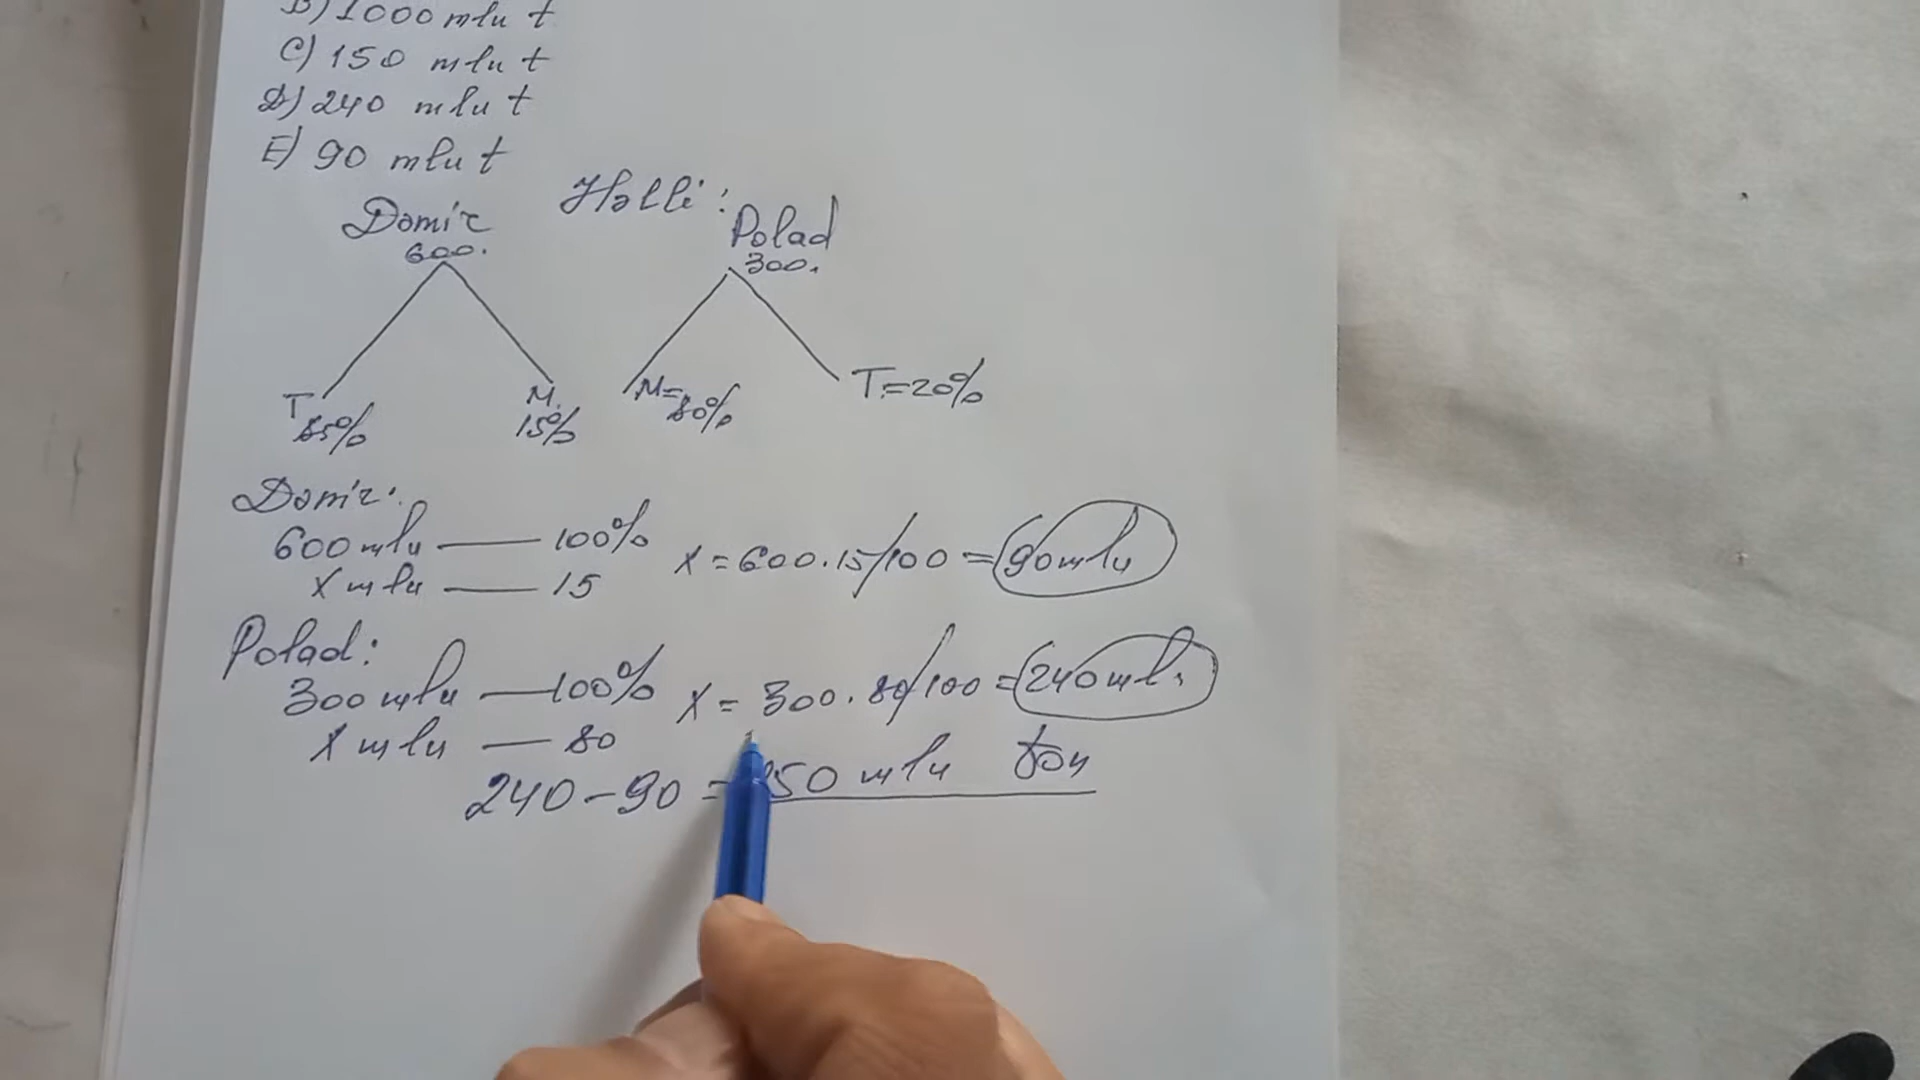 B) 1000 mln t
C) 150 mln t
D) 240 mln t
E) 90 mln t
Həlli:
Dəmir
600.
T
85%
M.
15%
Polad
300.
M=
80%
T=20%
Dəmir:
600 mln — 100%
X mln — 15
X = 600.15/100 = 90 mln
Polad:
300 mln — 100%
X mln — 80
X = 300.80/100 = 240 mln
240 - 90 = 150 mln ton